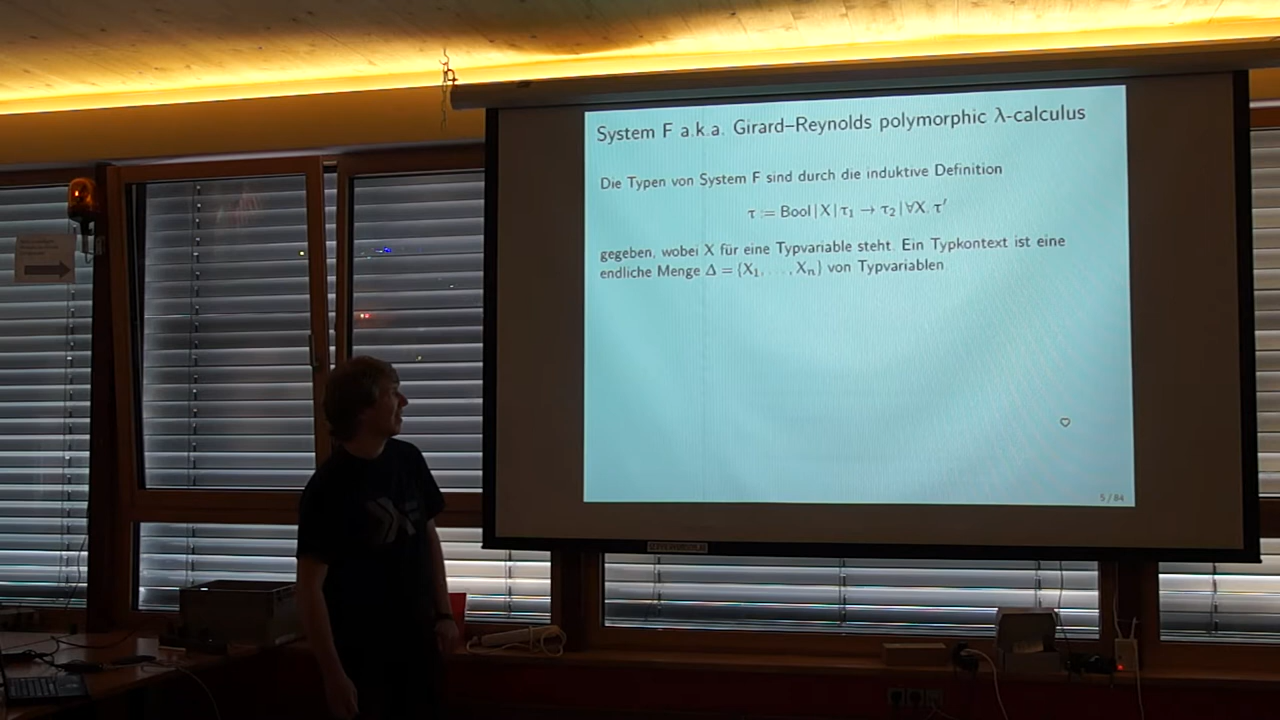 System F a.k.a. Girard–Reynolds polymorphic λ-calculus
Die Typen von System F sind durch die induktive Definition
τ := Bool | X | τ₁ → τ₂ | ∀X. τ′
gegeben, wobei X für eine Typvariable steht. Ein Typkontext ist eine
endliche Menge Δ = {X₁, . . . , Xₙ} von Typvariablen.
5 / 84